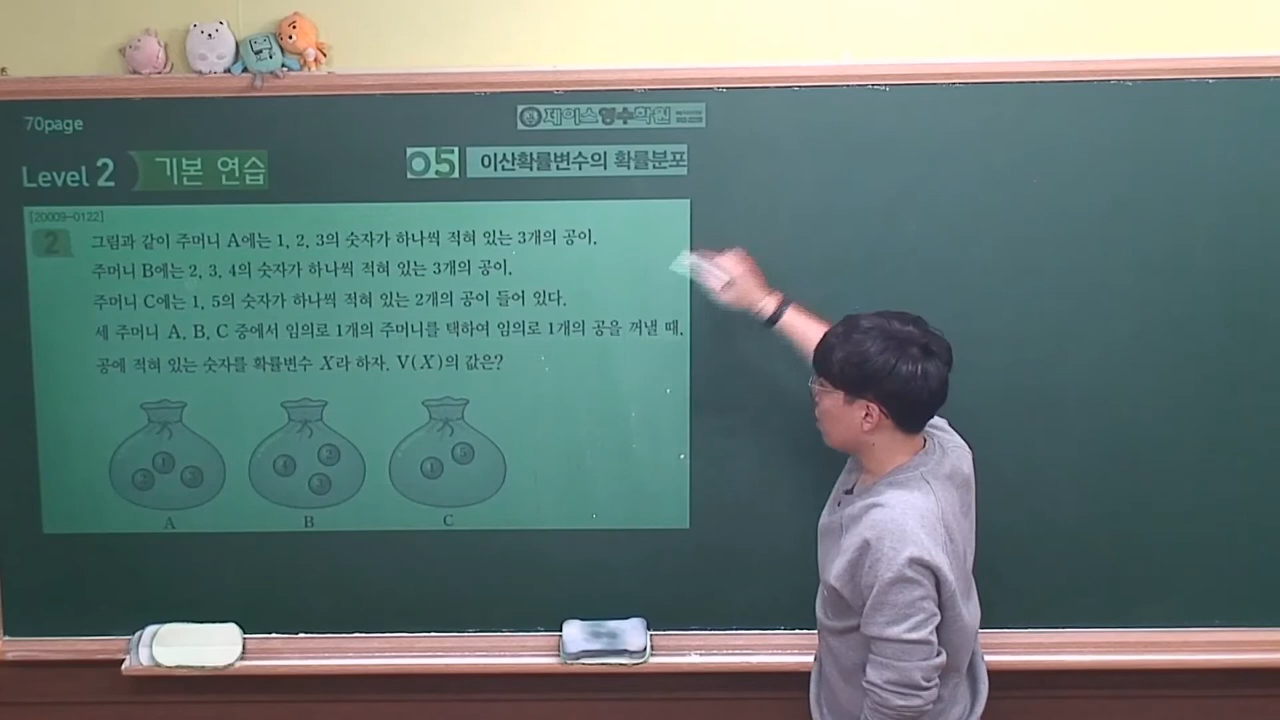 70page
제이스영수학원
Level 2 기본 연습
05 이산확률변수의 확률분포
[20009-0122]
2 그림과 같이 주머니 A에는 1, 2, 3의 숫자가 하나씩 적혀 있는 3개의 공이,
주머니 B에는 2, 3, 4의 숫자가 하나씩 적혀 있는 3개의 공이,
주머니 C에는 1, 5의 숫자가 하나씩 적혀 있는 2개의 공이 들어 있다.
세 주머니 A, B, C 중에서 임의로 1개의 주머니를 택하여 임의로 1개의 공을 꺼낼 때,
공에 적혀 있는 숫자를 확률변수 X라 하자. V(X)의 값은?
2 1 3
4 2 3
1 5
A B C